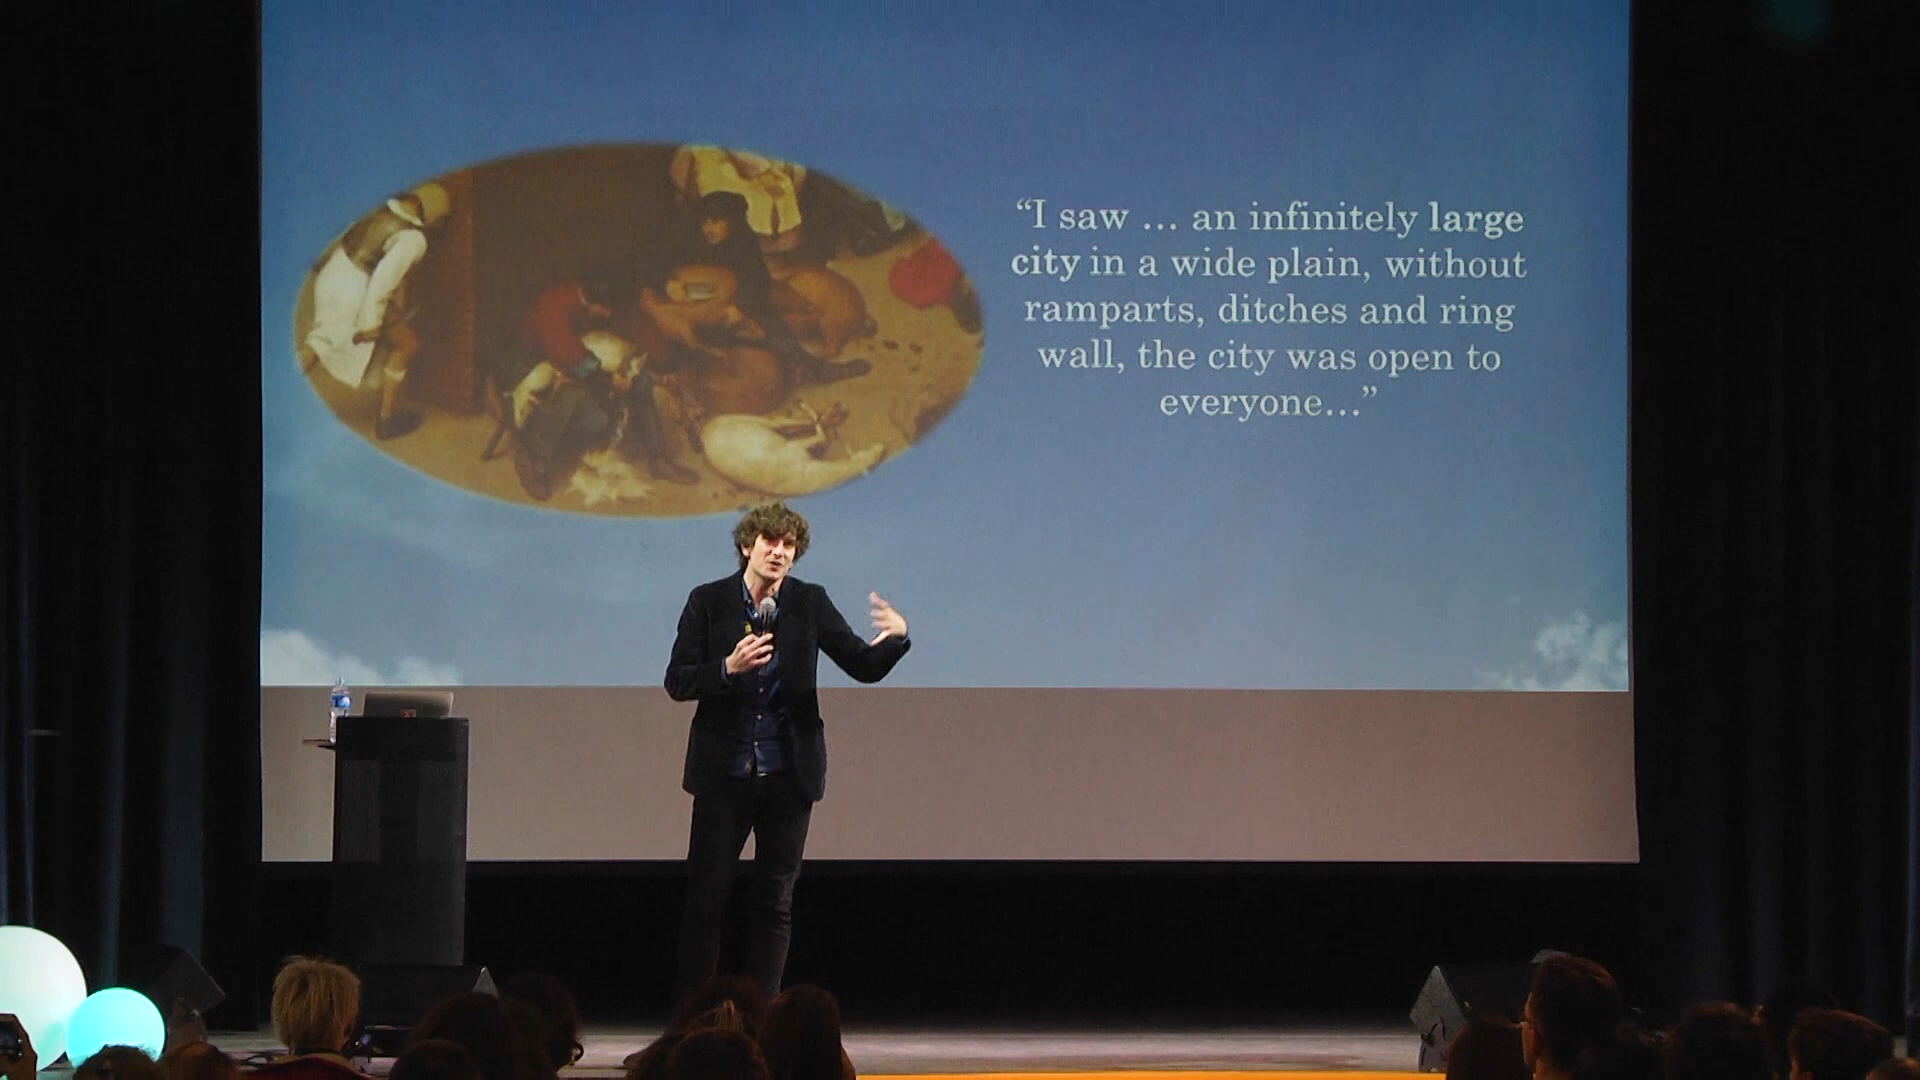 “I saw … an infinitely large
city in a wide plain, without
ramparts, ditches and ring
wall, the city was open to
everyone…”